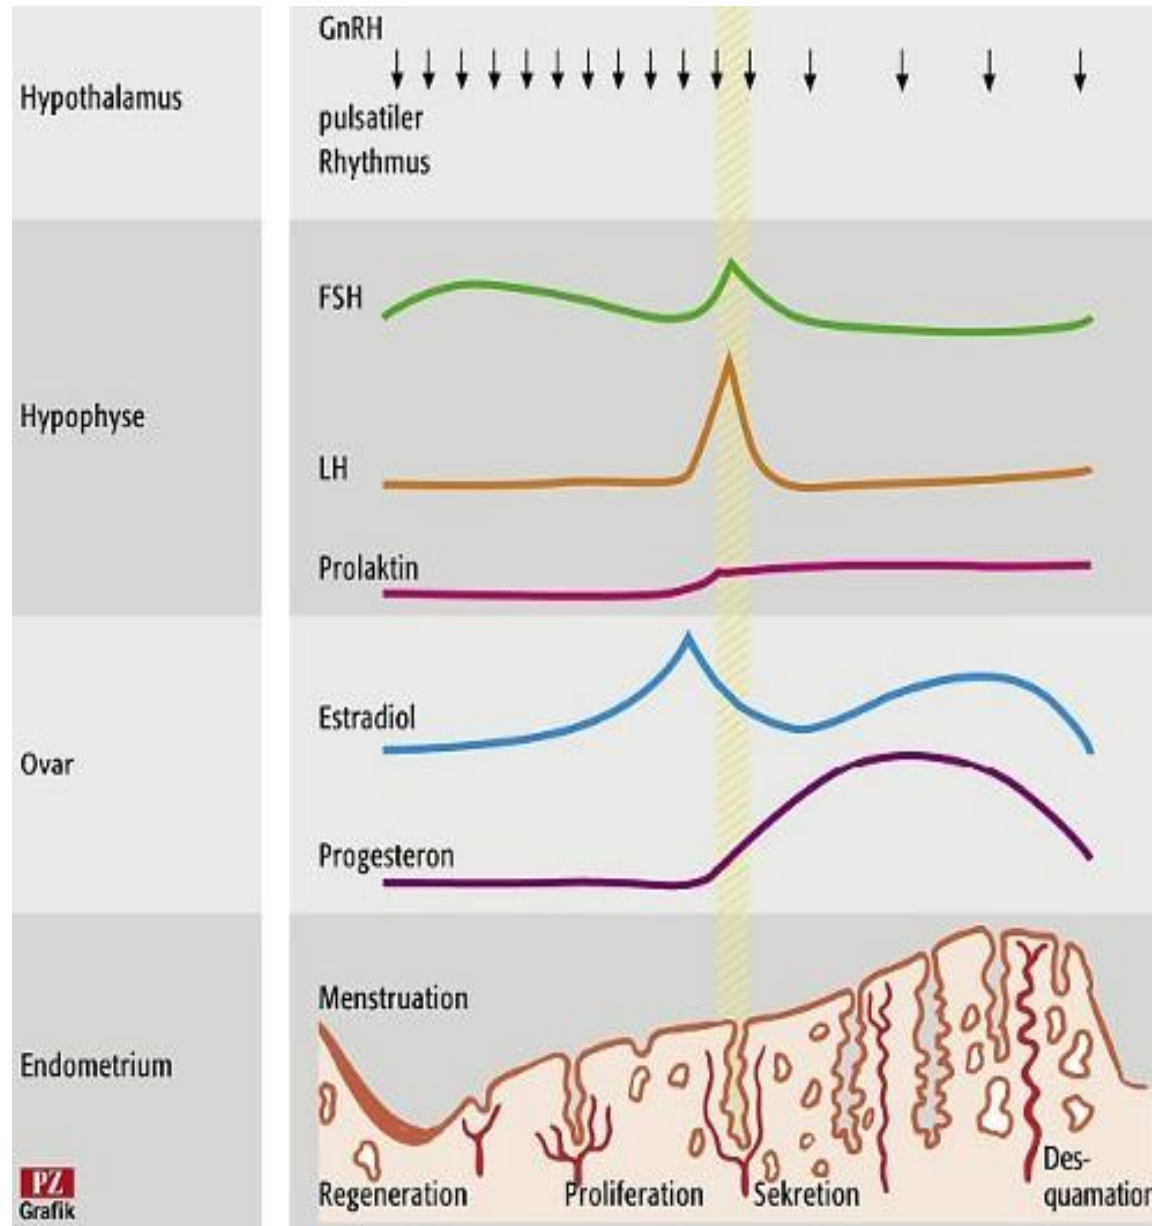 GnRH
Hypothalamus
pulsatiler
Rhythmus
FSH
Hypophyse
LH
Prolaktin
Estradiol
Ovar
Progesteron
Menstruation
Endometrium
Des-
Regeneration Proliferation Sekretion quamation
PZ
Grafik